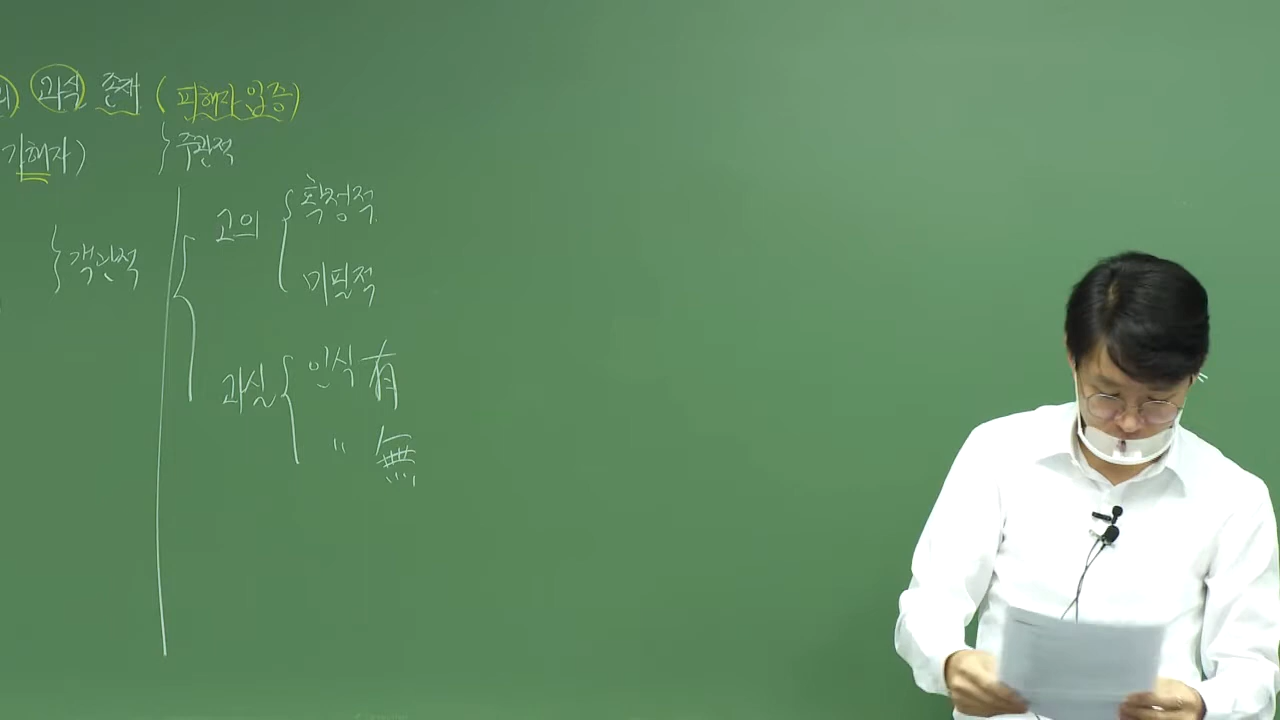 의 과실 존재 (피해자 입증)
가해자) 주관적
객관적
고의 확정적
미필적
과실 인식 有
" 無